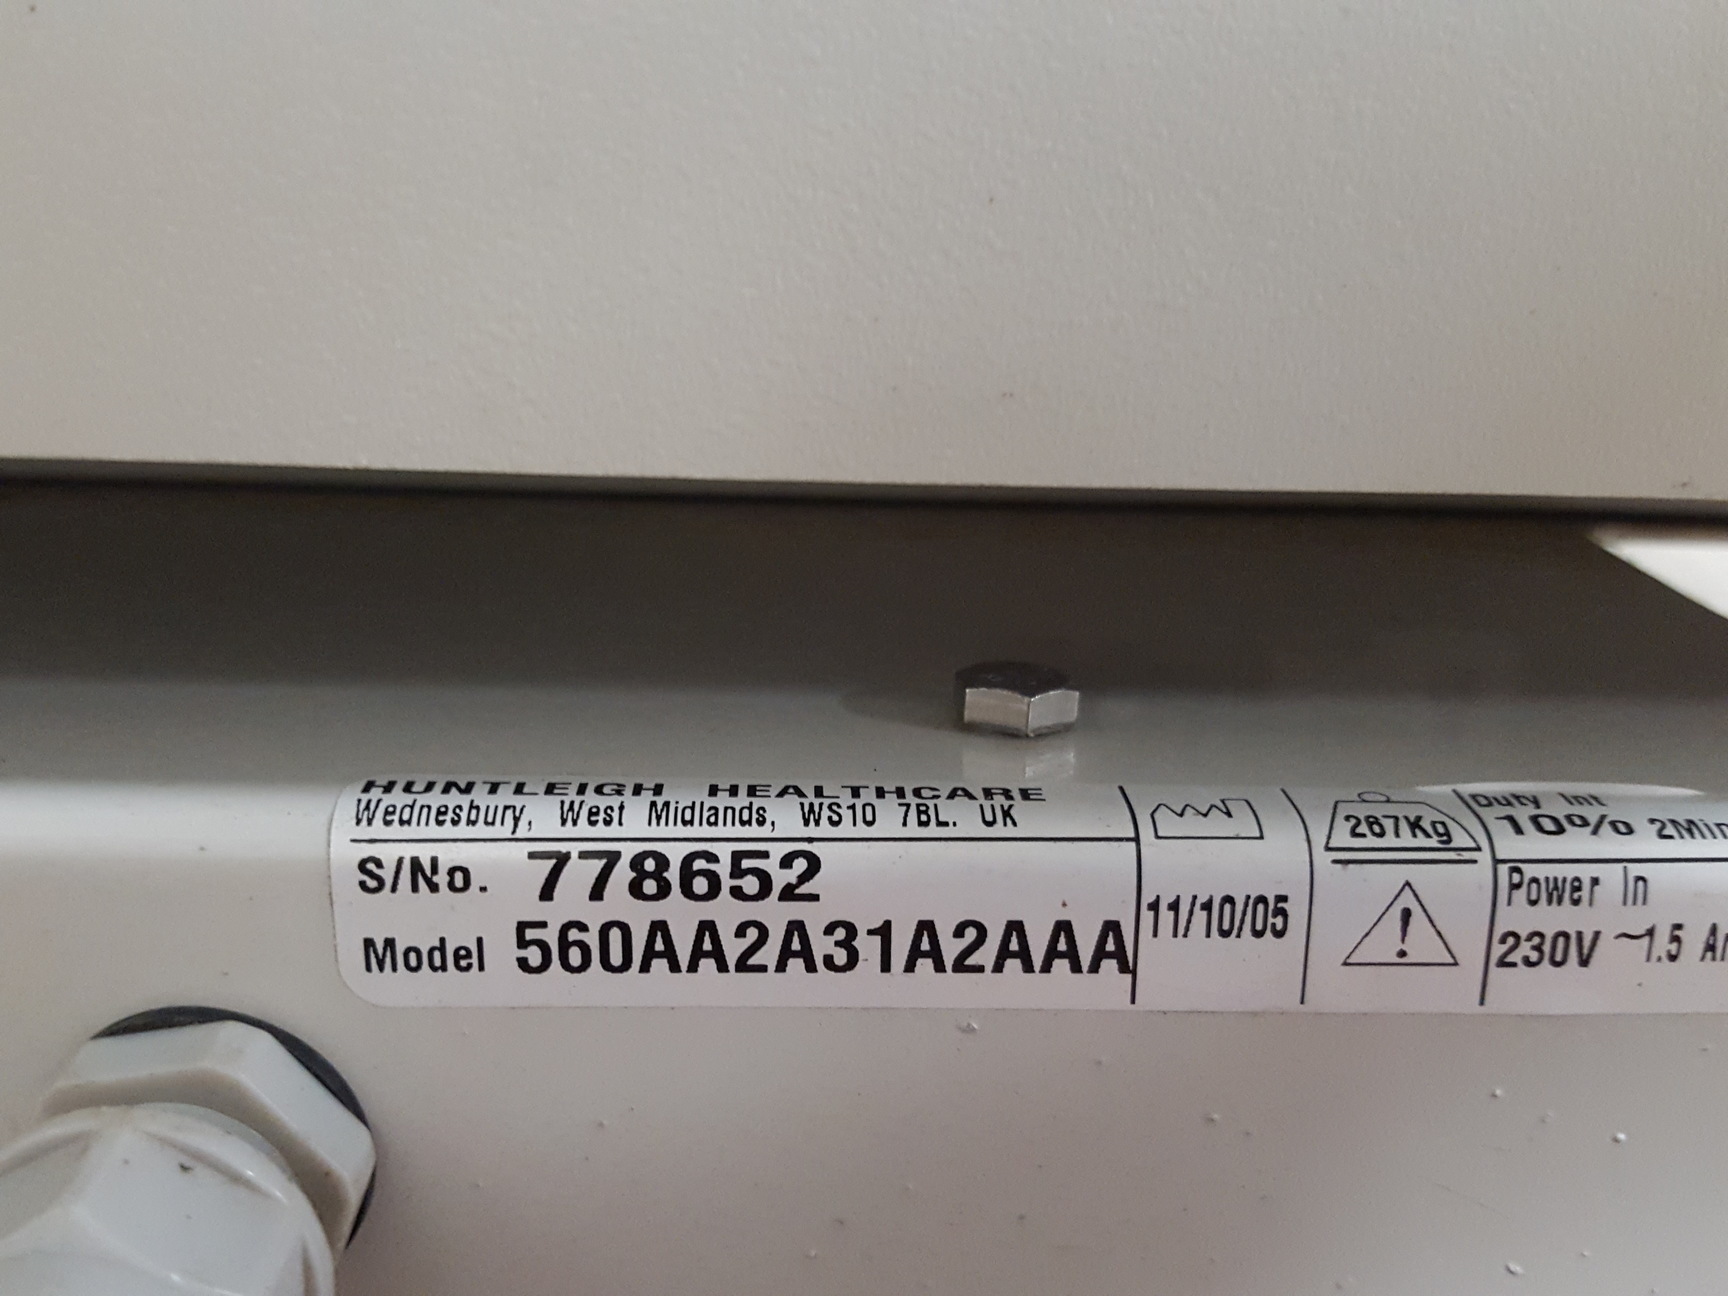 HUNTLEIGH HEALTHCARE
Wednesbury, West Midlands, WS10 7BL. UK
S/No. 778652
Model 560AA2A31A2AAA
11/10/05
267Kg
!
Duty Int
10% 2Min
Power In
230V ~1.5 A